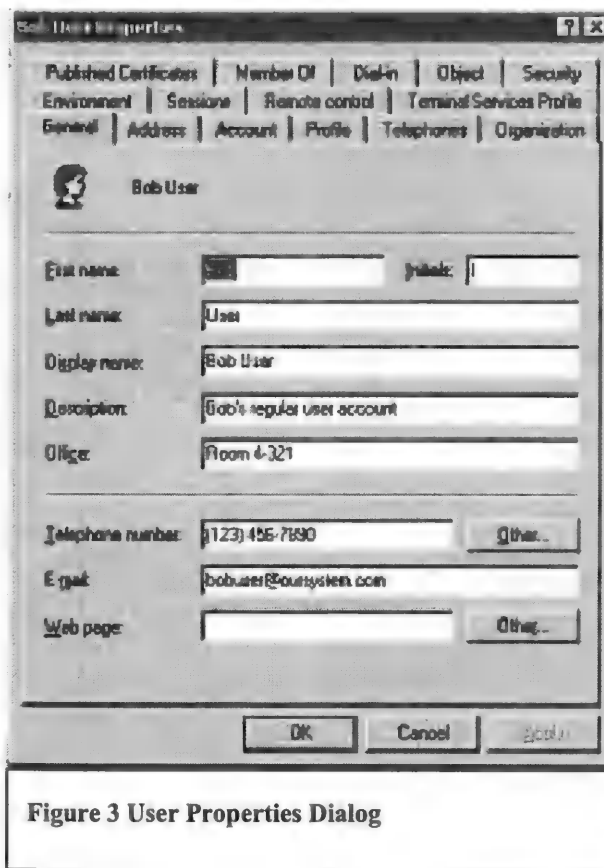 Bob User Properties
Published Certificates | Member Of | Dial-in | Object | Security
Environment | Sessions | Remote control | Terminal Services Profile
General | Address | Account | Profile | Telephones | Organization
Bob User
First name: Bob Initials:
Last name: User
Display name: Bob User
Description: Bob's regular user account
Office: Room 4-321
Telephone number: (123) 456-7890 Other...
E-mail: bobuser@oursystem.com
Web page: Other...
OK Cancel Apply
Figure 3 User Properties Dialog